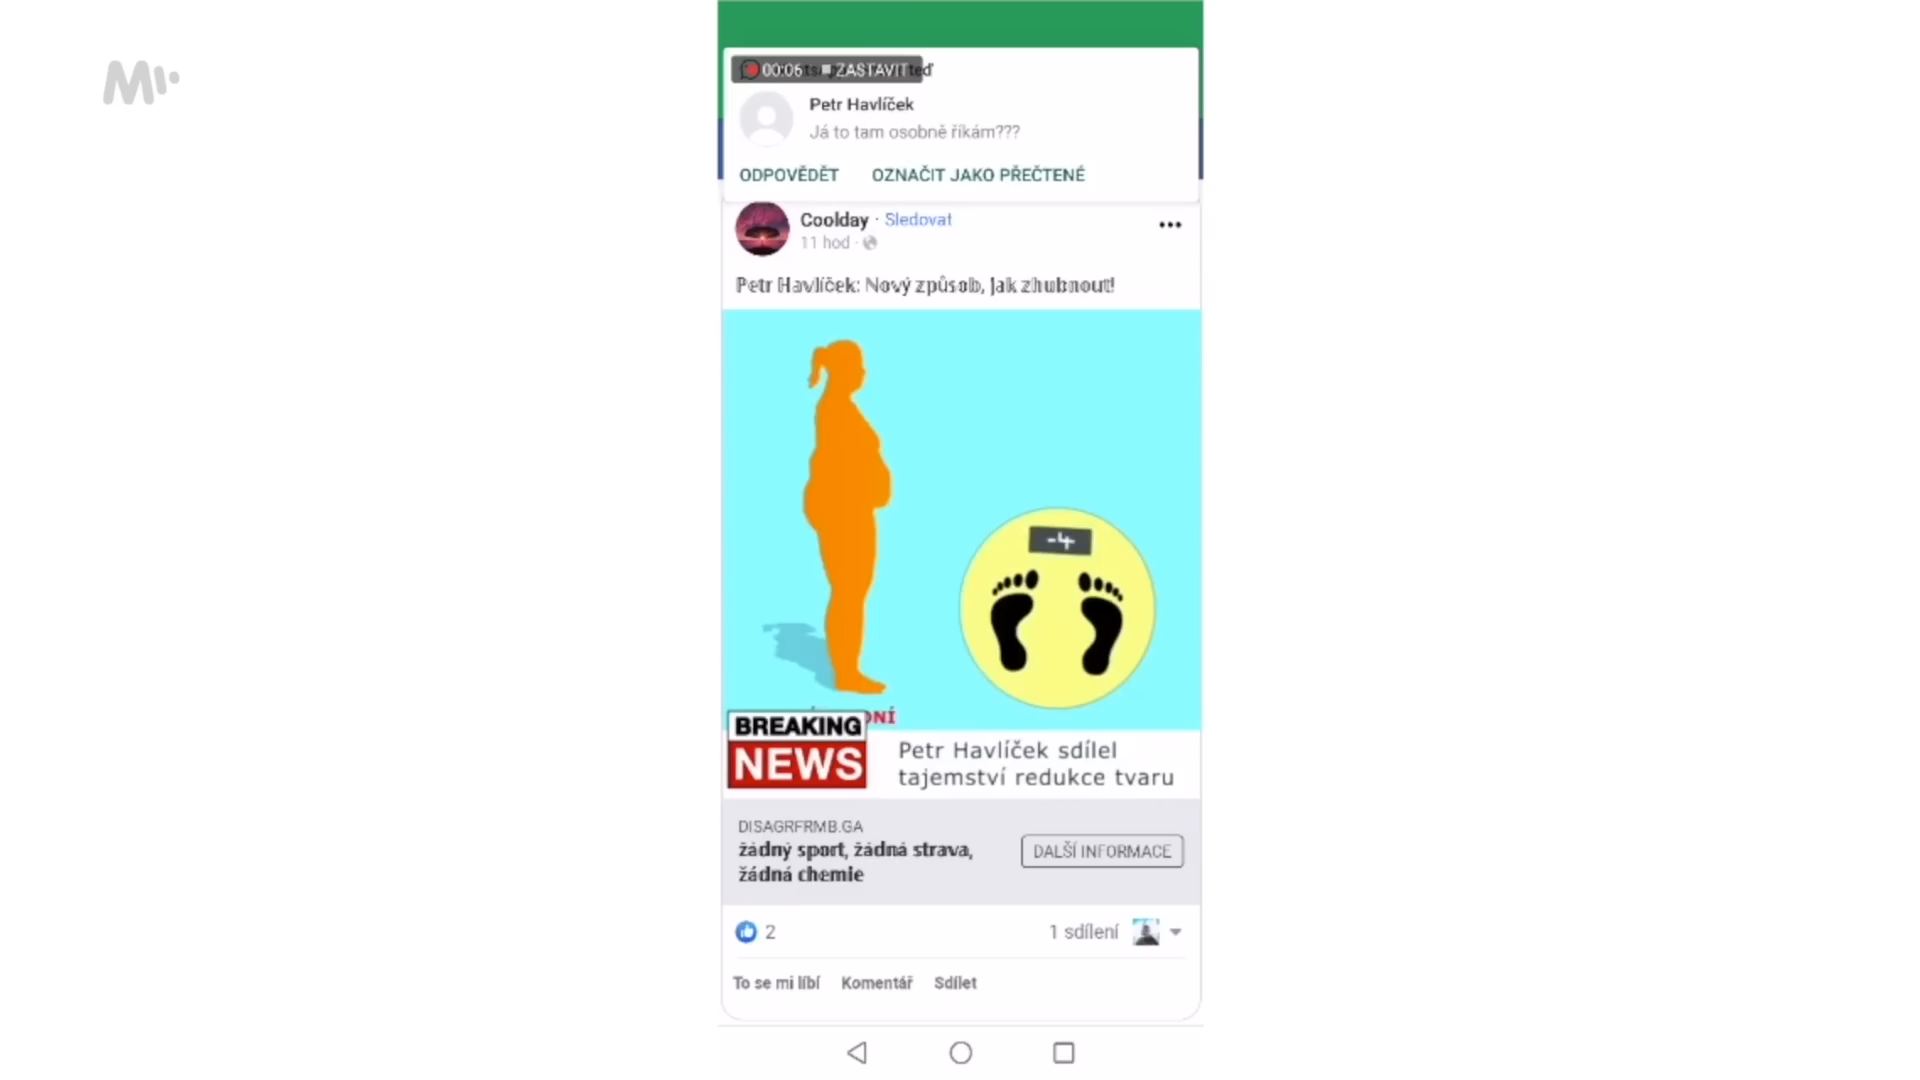 00:06 ZASTAVIT teď
Petr Havlíček
Já to tam osobně říkám???
ODPOVĚDĚT OZNAČIT JAKO PŘEČTENÉ
Coolday · Sledovat
11 hod ·
Petr Havlíček: Nový způsob, jak zhubnout!
-4
BREAKING
NEWS
Petr Havlíček sdílel
tajemství redukce tvaru
DISAGRFRMB.GA
žádný sport, žádná strava,
žádná chemie
DALŠÍ INFORMACE
2
1 sdílení
To se mi líbí Komentář Sdílet